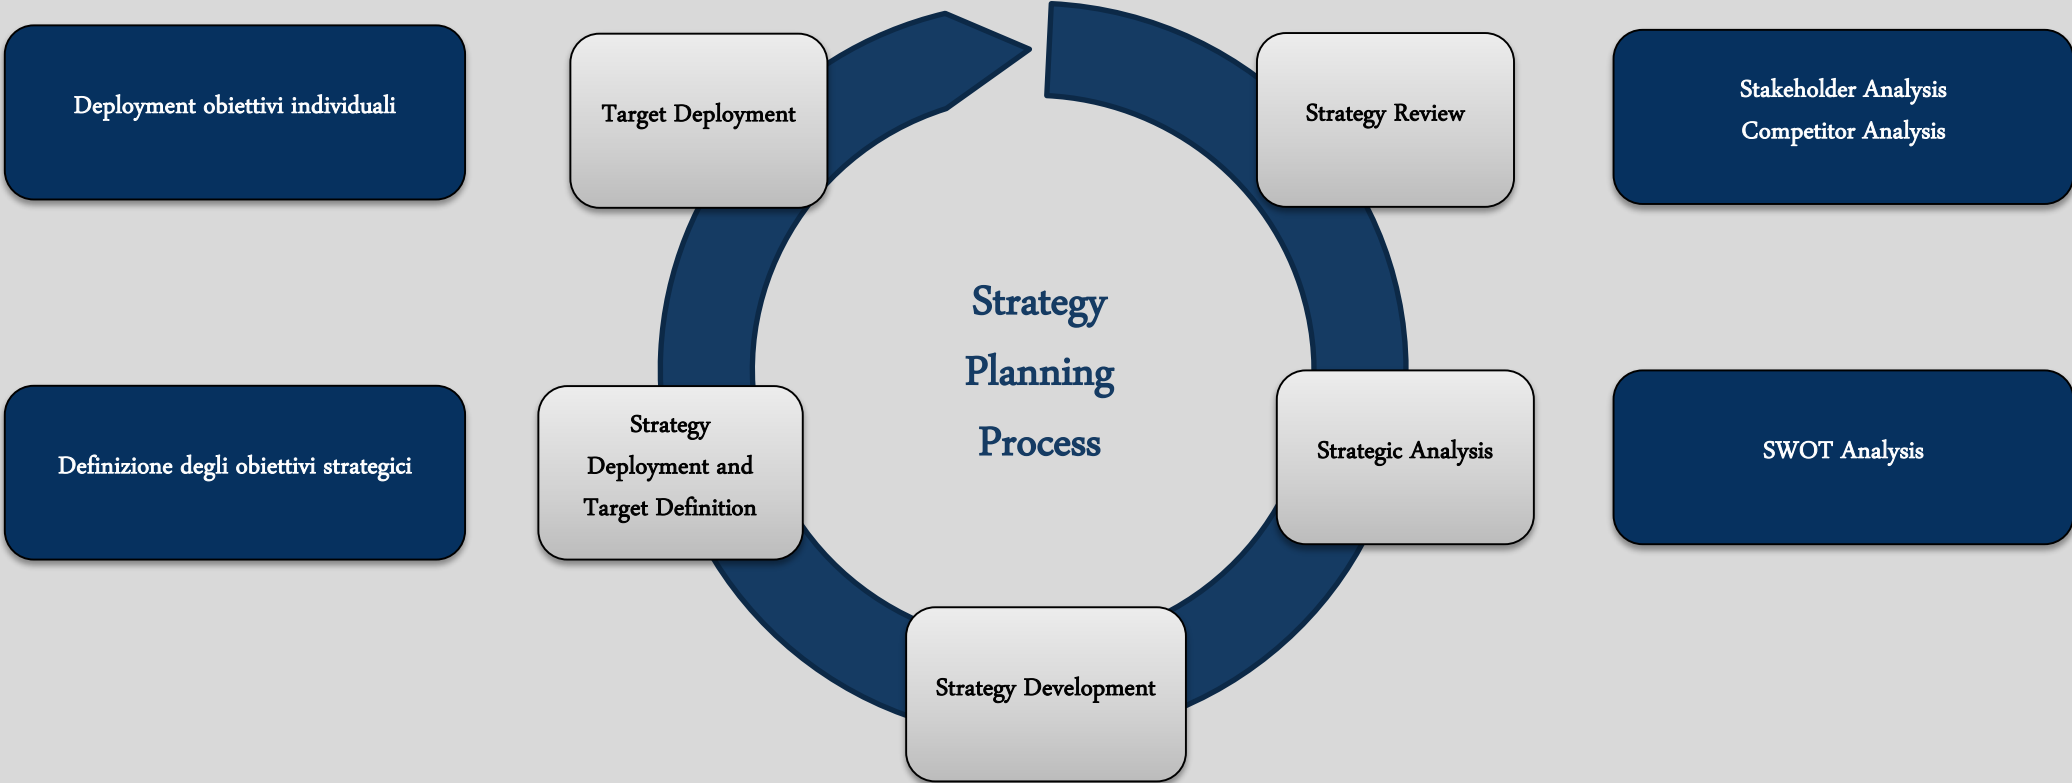 Deployment obiettivi individuali
Target Deployment
Strategy Review
Stakeholder Analysis
Competitor Analysis
Strategy
Planning
Process
Definizione degli obiettivi strategici
Strategy
Deployment and
Target Definition
Strategic Analysis
SWOT Analysis
Strategy Development